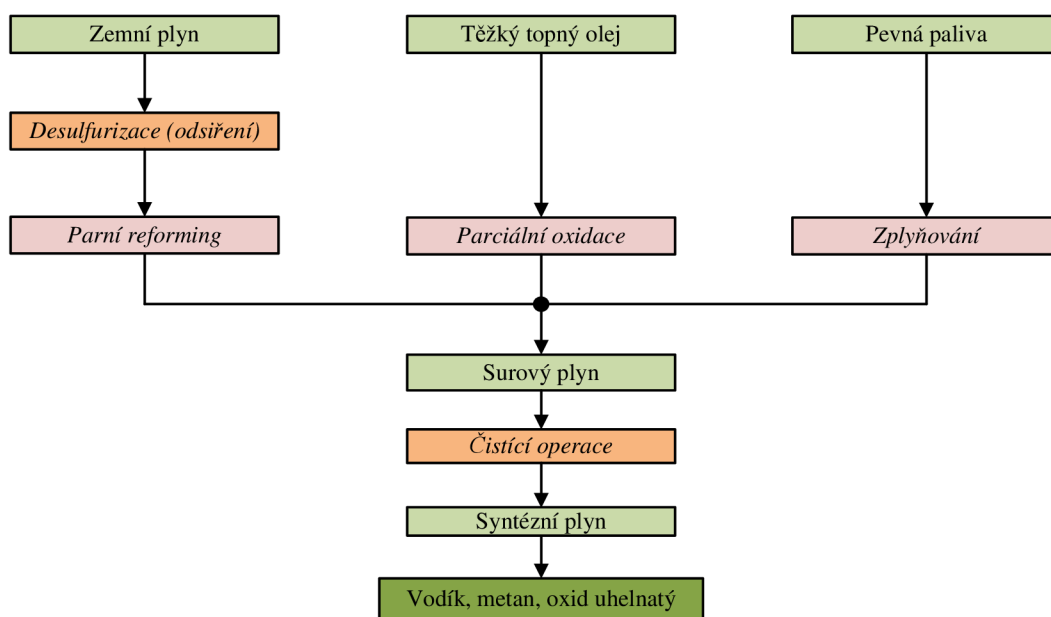 Zemní plyn
Těžký topný olej
Pevná paliva
Desulfurizace (odsiření)
Parní reforming
Parciální oxidace
Zplyňování
Surový plyn
Čistící operace
Syntézní plyn
Vodík, metan, oxid uhelnatý